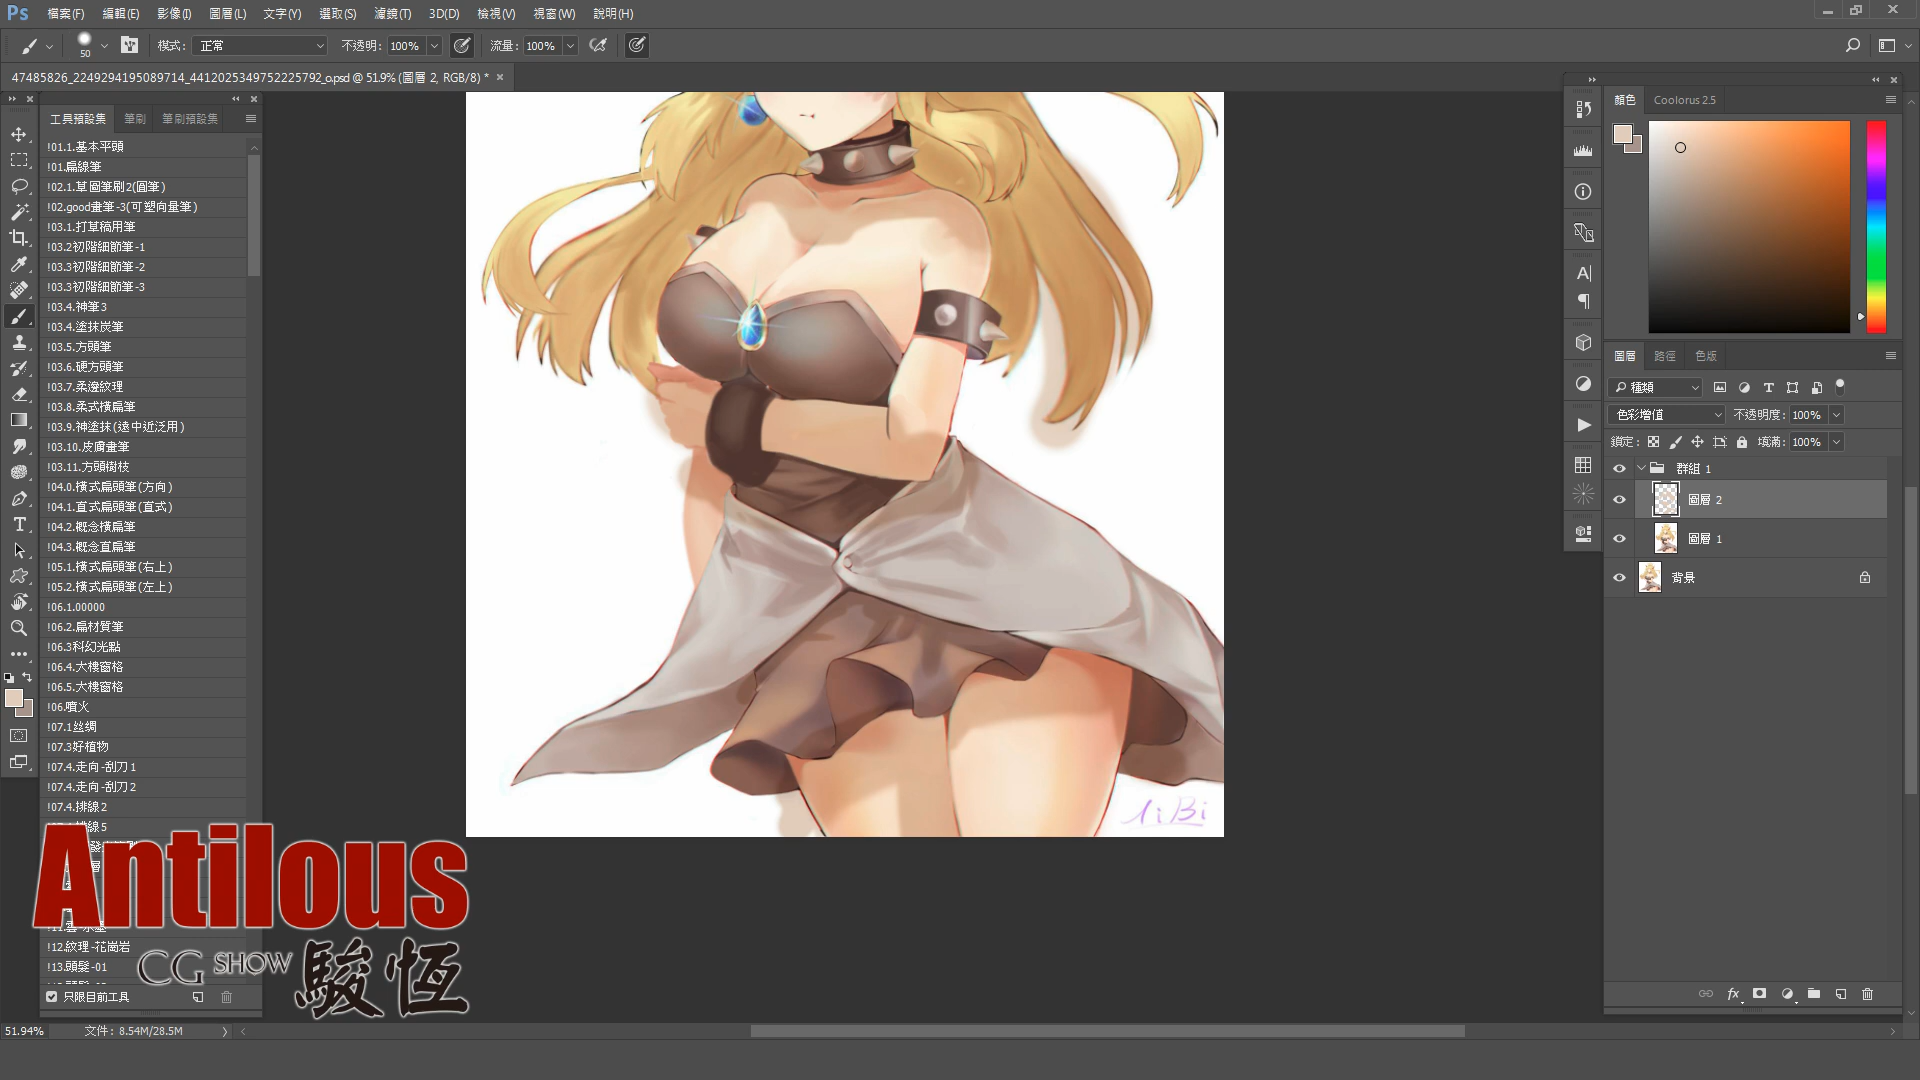 Ps 檔案(F) 編輯(E) 影像(I) 圖層(L) 文字(Y) 選取(S) 濾鏡(T) 3D(D) 檢視(V) 視窗(W) 說明(H)
50 模式: 正常 不透明: 100% 流量: 100%
47485826_2249294195089714_4412025349752225792_o.psd @ 51.9% (圖層 2, RGB/8) *
工具預設集 筆刷 筆刷預設集
!01.1.基本平頭
!01.扁線筆
!02.1.草圖筆刷2(圓筆)
!02.good畫筆-3(可塑向量筆)
!03.1.打草稿用筆
!03.2初階細節筆-1
!03.3初階細節筆-2
!03.3初階細節筆-3
!03.4.神筆3
!03.4.塗抹炭筆
!03.5.方頭筆
!03.6.硬方頭筆
!03.7.柔邊紋理
!03.8.柔式橫扁筆
!03.9.神塗抹(遠中近泛用)
!03.10.皮膚畫筆
!03.11.方頭樹枝
!04.0.橫式扁頭筆(方向)
!04.1.直式扁頭筆(直式)
!04.2.概念橫扁筆
!04.3.概念直扁筆
!05.1.橫式扁頭筆(右上)
!05.2.橫式扁頭筆(左上)
!06.1.00000
!06.2.扁材質筆
!06.3科幻光點
!06.4.大樓窗格
!06.5.大樓窗格
!06.噴火
!07.1丝绸
!07.3好植物
!07.4.走向-刮刀1
!07.4.走向-刮刀2
!07.4.排線2
排線5
!12.紋理-花崗岩
!13.頭髮-01
只限目前工具
51.94% 文件: 8.54M/28.5M
Antilous
CG SHOW 駿恆
顏色 Coolorus 2.5
圖層 路徑 色版
種類
色彩增值 不透明度: 100%
鎖定: 填滿: 100%
群組 1
圖層 2
圖層 1
背景
fx